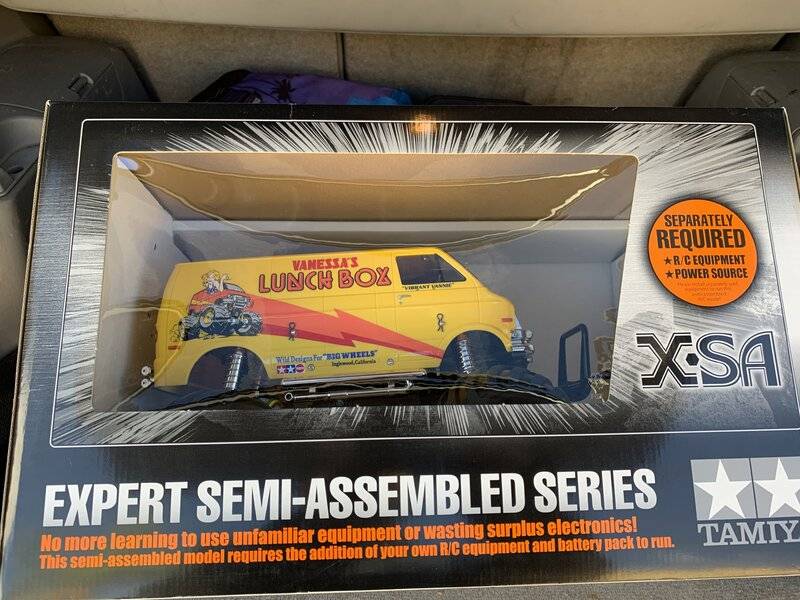 SEPARATELY
REQUIRED
★R/C EQUIPMENT
★POWER SOURCE
VANESSA'S
LUNCH BOX
"VIBRANT VANNIE"
Wild Designs For "BIG WHEELS"
Inglewood, California
X·SA
EXPERT SEMI-ASSEMBLED SERIES
No more learning to use unfamiliar equipment or wasting surplus electronics!
This semi-assembled model requires the addition of your own R/C equipment and battery pack to run.
TAMIY